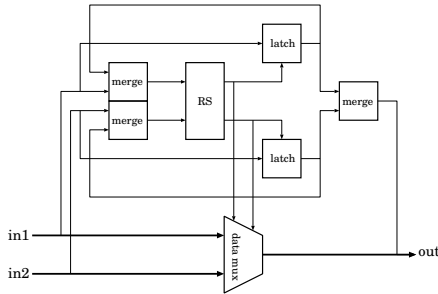 latch
merge
RS
merge
merge
latch
in1
data mux
out
in2